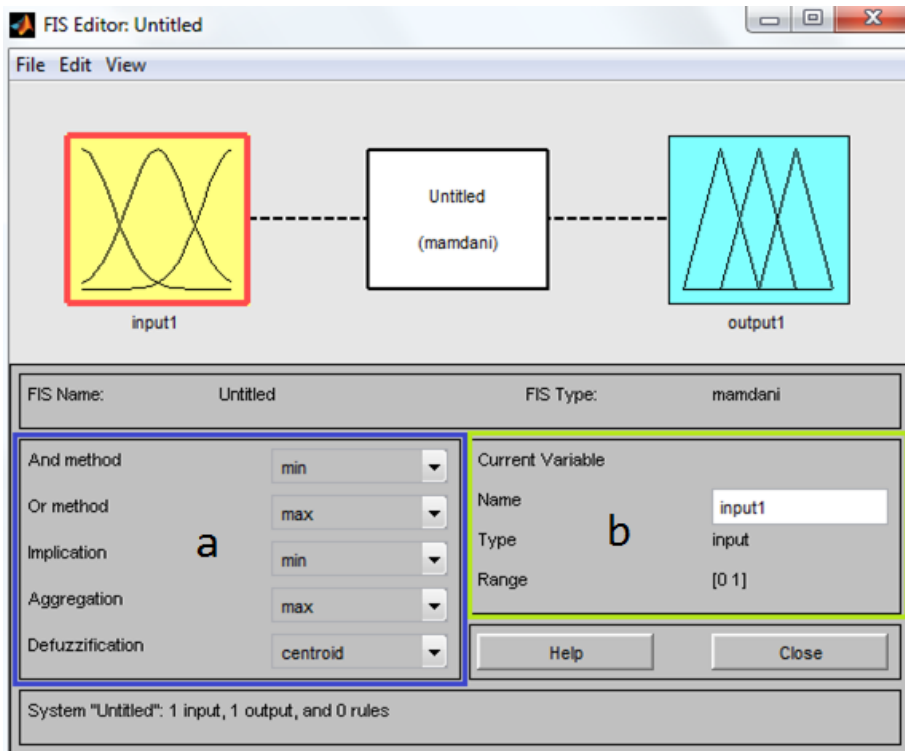 FIS Editor: Untitled
File Edit View
Untitled
(mamdani)
input1
output1
FIS Name: Untitled FIS Type: mamdani
And method min
Or method max
Implication min
Aggregation max
Defuzzification centroid
a
Current Variable
Name input1
Type input
Range [0 1]
b
Help Close
System "Untitled": 1 input, 1 output, and 0 rules